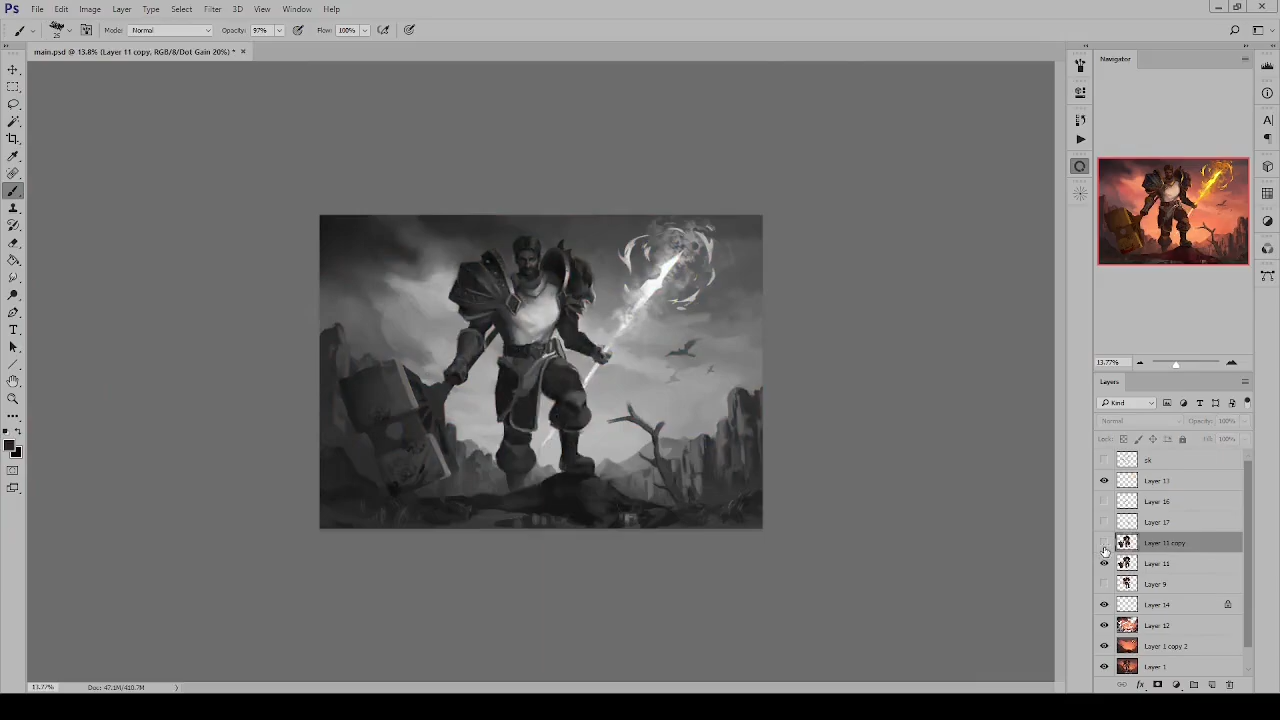 Ps File Edit Image Layer Type Select Filter 3D View Window Help
25 Mode: Normal Opacity: 97% Flow: 100%
main.psd @ 13.8% (Layer 11 copy, RGB/8/Dot Gain 20%) * ×
Navigator
13.77%
Layers
Kind
Normal Opacity: 100%
Lock: Fill: 100%
sk
Layer 13
Layer 16
Layer 17
Layer 11 copy
Layer 11
Layer 9
Layer 14
Layer 12
Layer 1 copy 2
Layer 1
13.77% Doc: 47.1M/410.7M